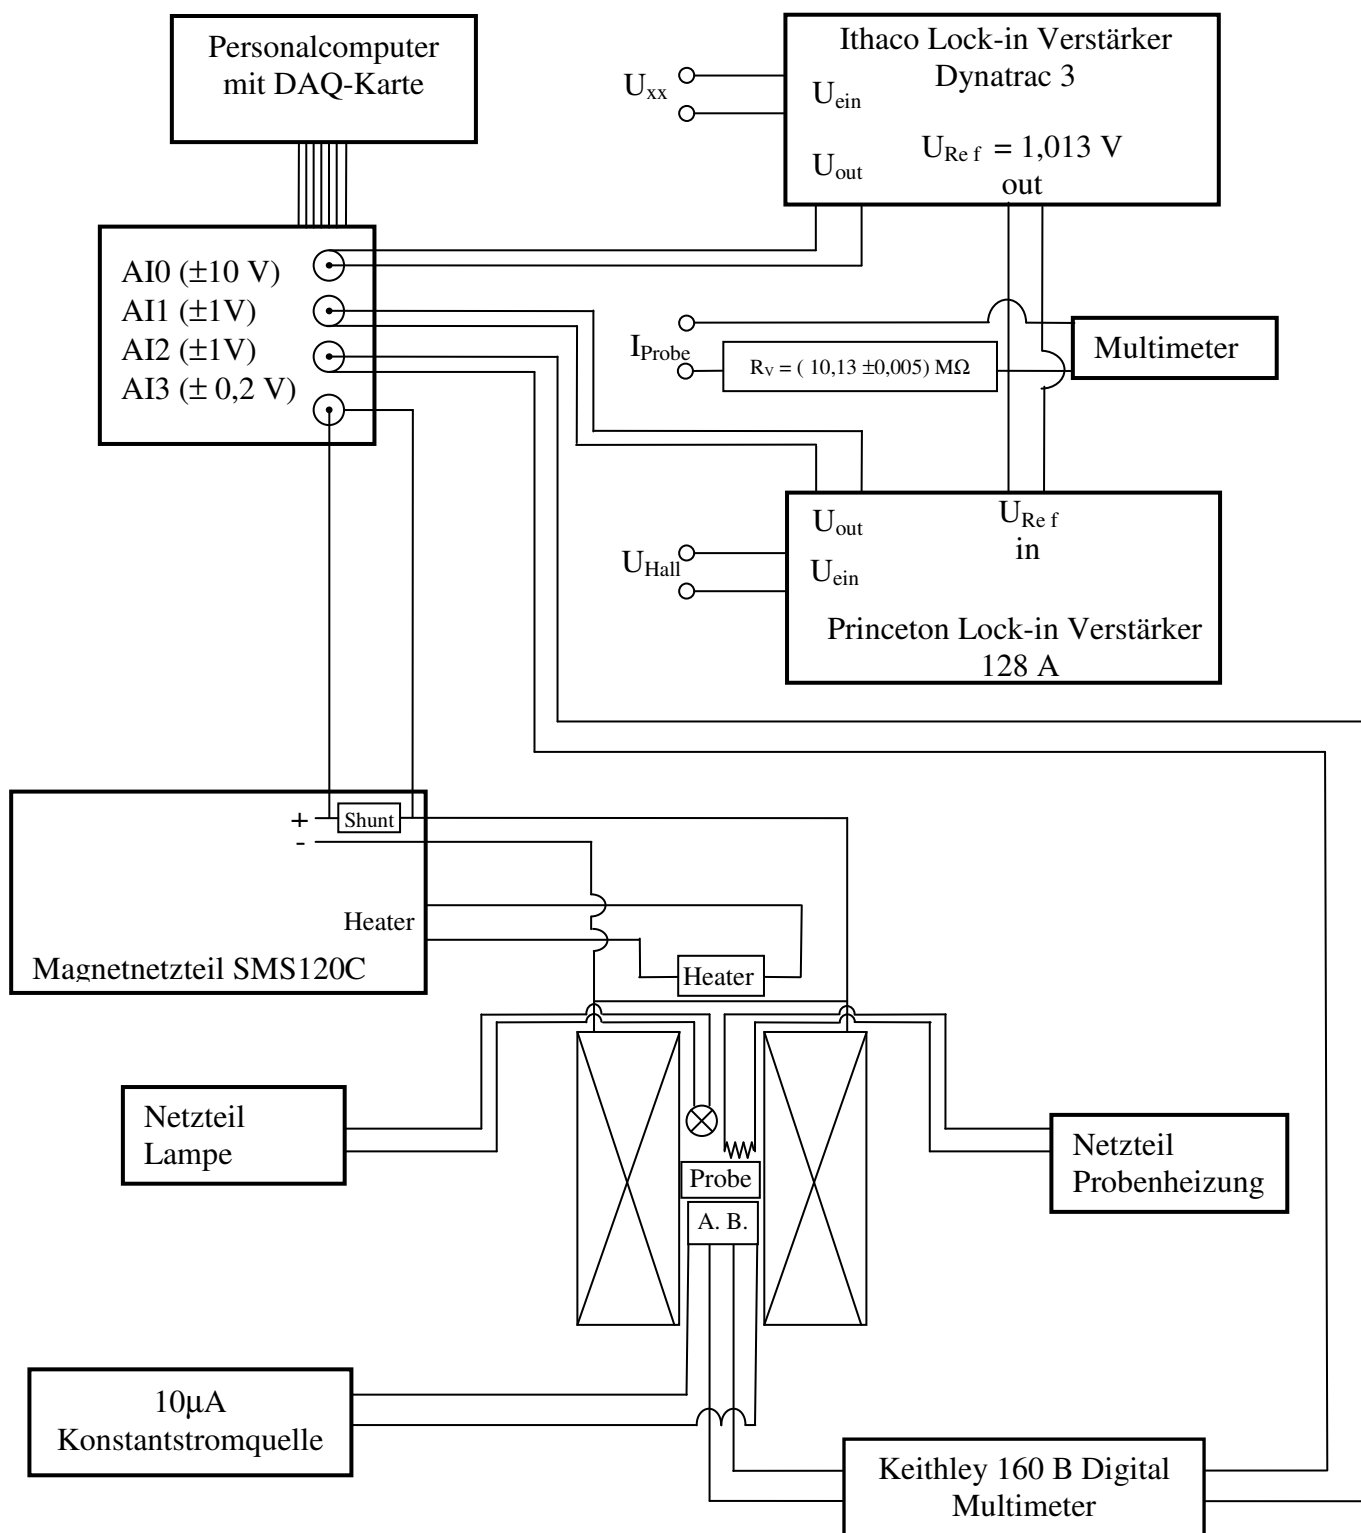 Personalcomputer
mit DAQ-Karte
Ithaco Lock-in Verstärker
Dynatrac 3
U_xx
U_ein
U_Re f = 1,013 V
out
U_out
AI0 (±10 V)
AI1 (±1V)
AI2 (±1V)
AI3 (± 0,2 V)
I_Probe
R_V = ( 10,13 ±0,005) MΩ
Multimeter
U_out
U_Re f
in
U_Hall
U_ein
Princeton Lock-in Verstärker
128 A
+
Shunt
-
Heater
Magnetnetzteil SMS120C
Heater
Netzteil
Lampe
Netzteil
Probenheizung
Probe
A. B.
10µA
Konstantstromquelle
Keithley 160 B Digital
Multimeter